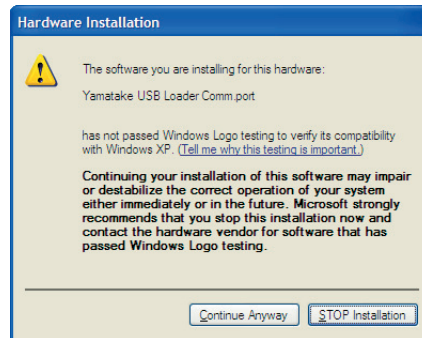 Hardware Installation
The software you are installing for this hardware:
Yamatake USB Loader Comm.port
has not passed Windows Logo testing to verify its compatibility
with Windows XP. (Tell me why this testing is important.)
Continuing your installation of this software may impair
or destabilize the correct operation of your system
either immediately or in the future. Microsoft strongly
recommends that you stop this installation now and
contact the hardware vendor for software that has
passed Windows Logo testing.
Continue Anyway
STOP Installation